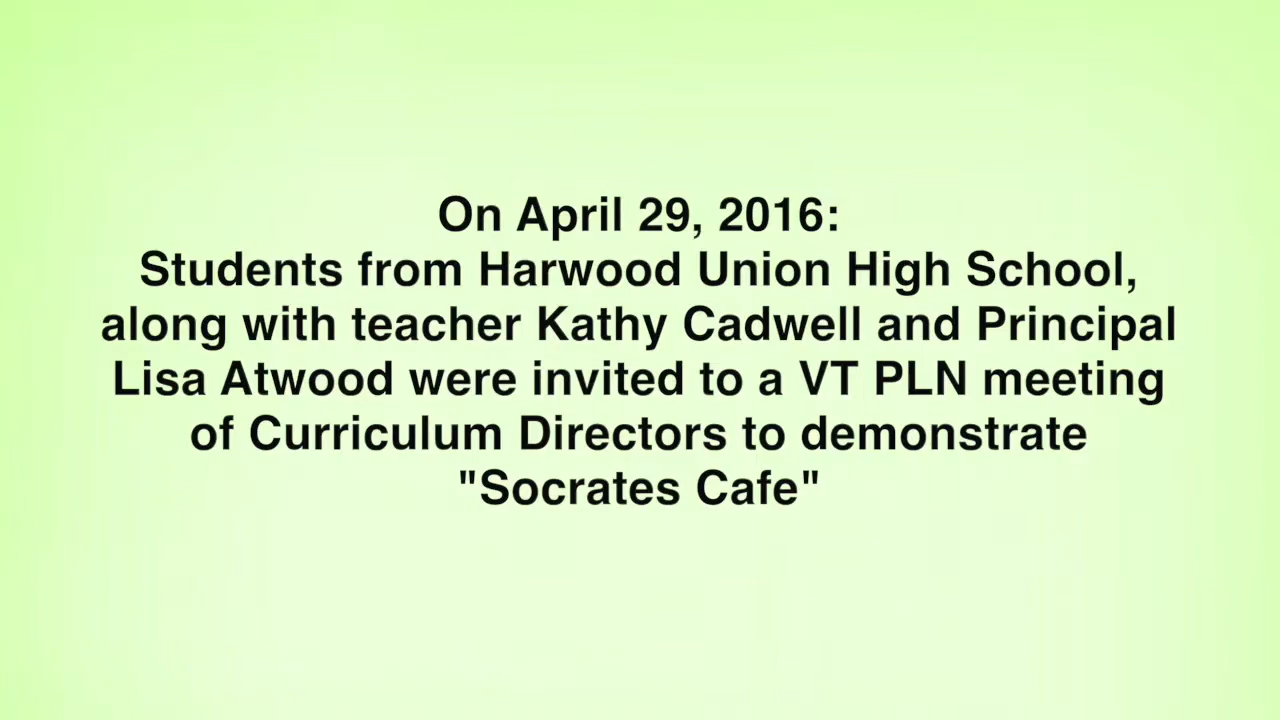 On April 29, 2016:
Students from Harwood Union High School,
along with teacher Kathy Cadwell and Principal
Lisa Atwood were invited to a VT PLN meeting
of Curriculum Directors to demonstrate
"Socrates Cafe"